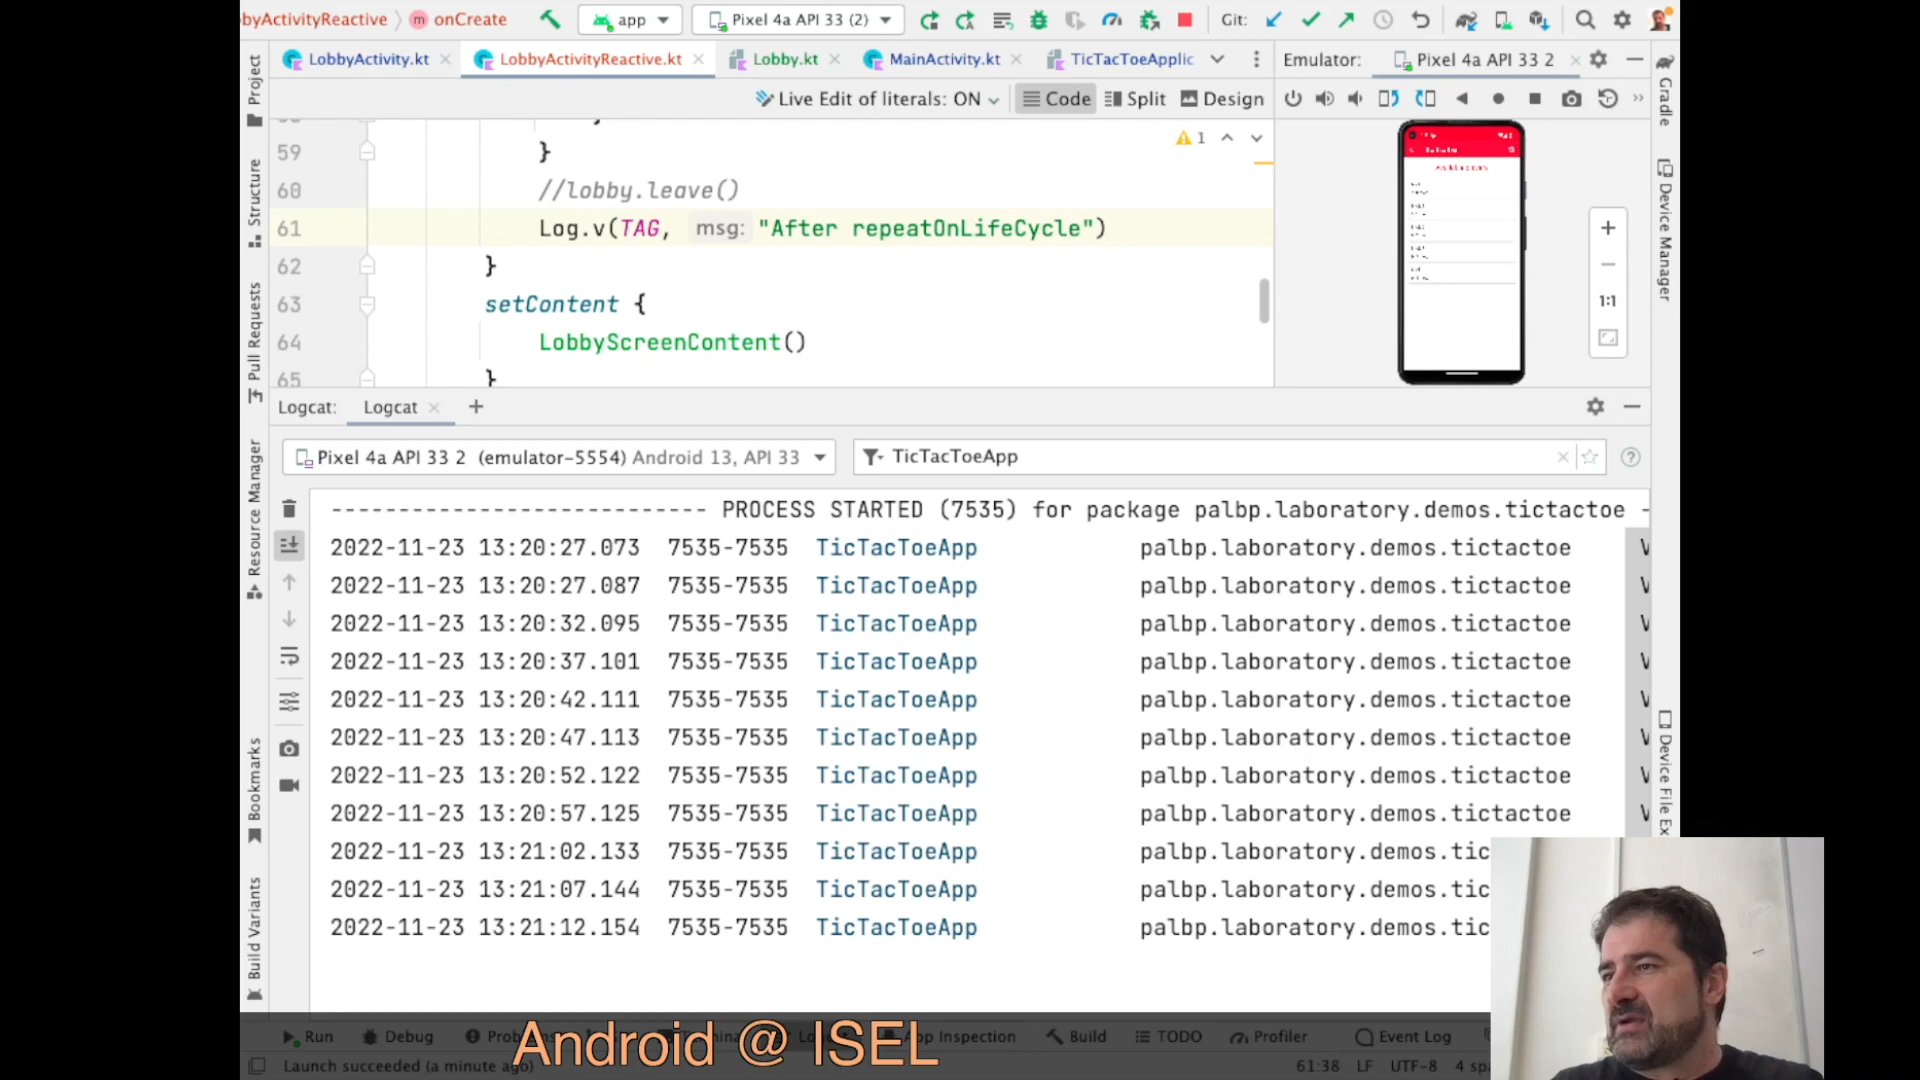 bbyActivityReactive 〉 m onCreate app Pixel 4a API 33 (2) Git:
LobbyActivity.kt LobbyActivityReactive.kt Lobby.kt MainActivity.kt TicTacToeApplic Emulator: Pixel 4a API 33 2
Live Edit of literals: ON Code Split Design
59 }
60 //lobby.leave()
61 Log.v(TAG, msg: "After repeatOnLifeCycle")
62 }
63 setContent {
64 LobbyScreenContent()
65 }
1
1:1
Project
Structure
Pull Requests
Resource Manager
Bookmarks
Build Variants
Gradle
Device Manager
Device File Ex
Logcat: Logcat
Pixel 4a API 33 2 (emulator-5554) Android 13, API 33 TicTacToeApp
---------------------------- PROCESS STARTED (7535) for package palbp.laboratory.demos.tictactoe -
2022-11-23 13:20:27.073 7535-7535 TicTacToeApp palbp.laboratory.demos.tictactoe V
2022-11-23 13:20:27.087 7535-7535 TicTacToeApp palbp.laboratory.demos.tictactoe V
2022-11-23 13:20:32.095 7535-7535 TicTacToeApp palbp.laboratory.demos.tictactoe V
2022-11-23 13:20:37.101 7535-7535 TicTacToeApp palbp.laboratory.demos.tictactoe V
2022-11-23 13:20:42.111 7535-7535 TicTacToeApp palbp.laboratory.demos.tictactoe V
2022-11-23 13:20:47.113 7535-7535 TicTacToeApp palbp.laboratory.demos.tictactoe V
2022-11-23 13:20:52.122 7535-7535 TicTacToeApp palbp.laboratory.demos.tictactoe V
2022-11-23 13:20:57.125 7535-7535 TicTacToeApp palbp.laboratory.demos.tictactoe V
2022-11-23 13:21:02.133 7535-7535 TicTacToeApp palbp.laboratory.demos.tic
2022-11-23 13:21:07.144 7535-7535 TicTacToeApp palbp.laboratory.demos.tic
2022-11-23 13:21:12.154 7535-7535 TicTacToeApp palbp.laboratory.demos.tic
Run Debug App Inspection Build TODO Profiler Event Log
Android @ ISEL
Launch succeeded (a minute ago) 61:38 LF UTF-8 4 sp